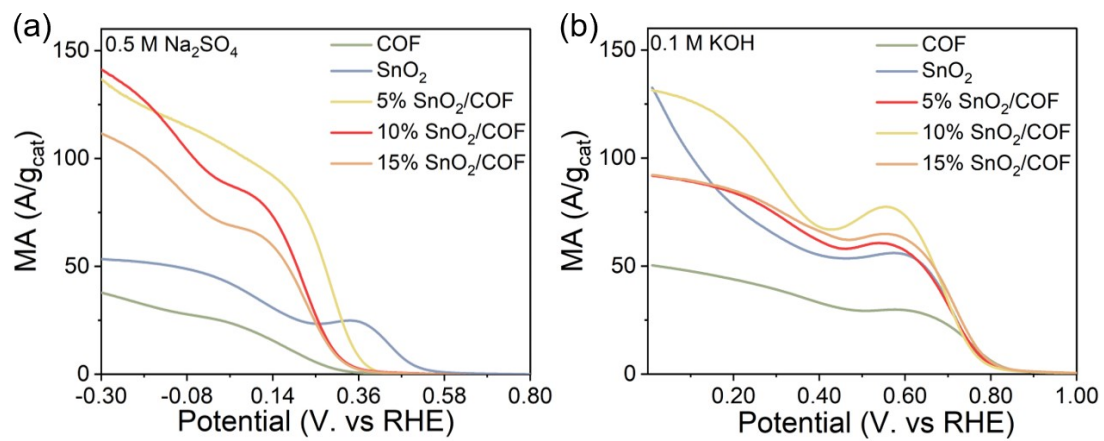 (a)
0.5 M Na₂SO₄
COF
SnO₂
5% SnO₂/COF
10% SnO₂/COF
15% SnO₂/COF
150
100
50
0
MA (A/g_cat)
-0.30 -0.08 0.14 0.36 0.58 0.80
Potential (V. vs RHE)
(b)
0.1 M KOH
COF
SnO₂
5% SnO₂/COF
10% SnO₂/COF
15% SnO₂/COF
150
100
50
0
MA (A/g_cat)
0.20 0.40 0.60 0.80 1.00
Potential (V. vs RHE)